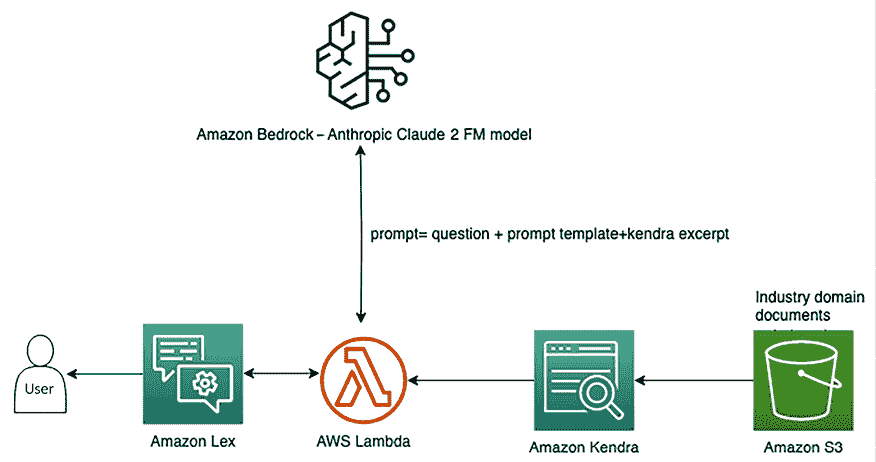 Amazon Bedrock – Anthropic Claude 2 FM model
prompt= question + prompt template+kendra excerpt
Industry domain
documents
User
Amazon Lex
AWS Lambda
Amazon Kendra
Amazon S3